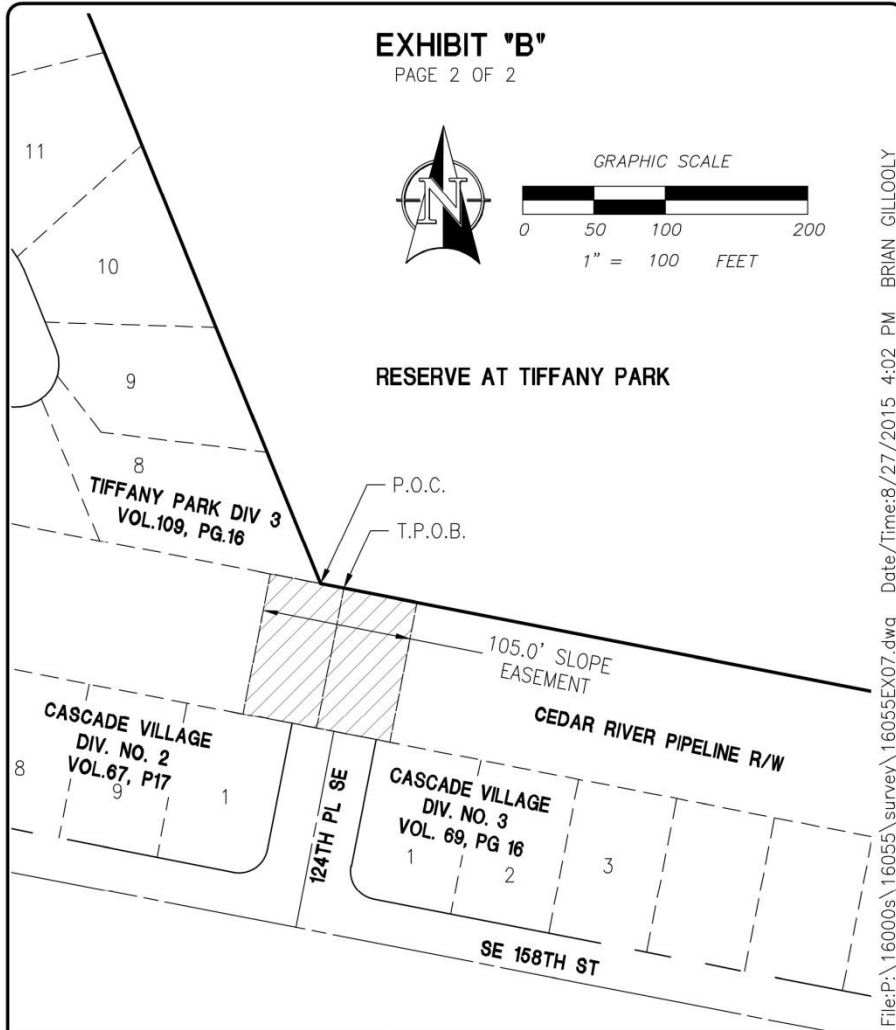 EXHIBIT "B"
PAGE 2 OF 2
N
GRAPHIC SCALE
0 50 100 200
1" = 100 FEET
RESERVE AT TIFFANY PARK
11
10
9
8
TIFFANY PARK DIV 3
VOL.109, PG.16
P.O.C.
T.P.O.B.
105.0' SLOPE
EASEMENT
CEDAR RIVER PIPELINE R/W
CASCADE VILLAGE
DIV. NO. 2
VOL.67, P17
8
9
1
124TH PL SE
CASCADE VILLAGE
DIV. NO. 3
VOL. 69, PG 16
1
2
3
SE 158TH ST
File:P:\16000s\16055\survey\16055EX07.dwg Date/Time:8/27/2015 4:02 PM BRIAN GILLOOLY